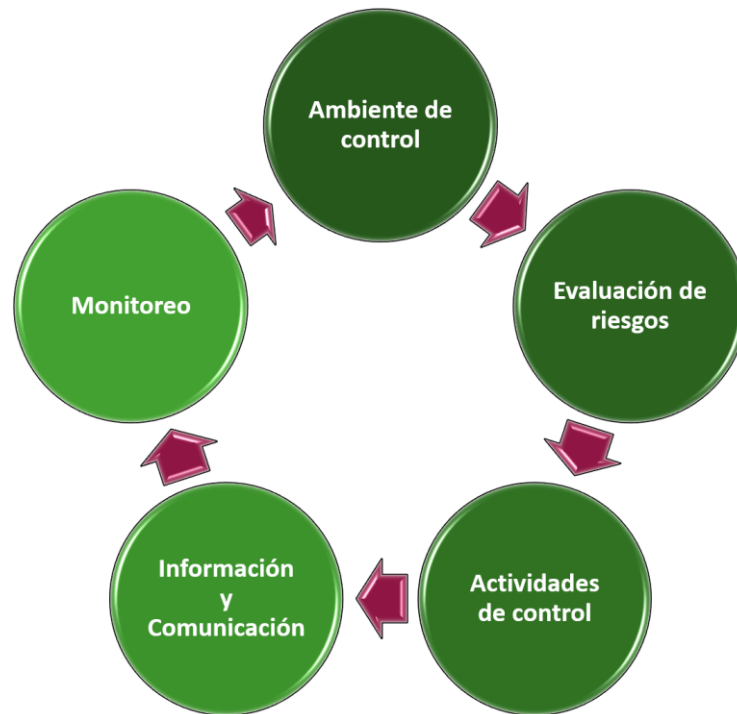 Ambiente de
control
Evaluación de
riesgos
Actividades
de control
Información
y
Comunicación
Monitoreo